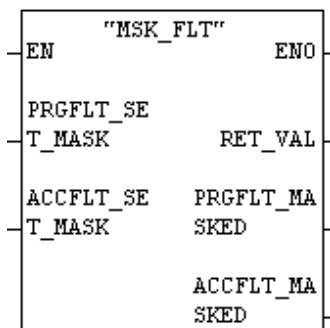 "MSK_FLT"
EN ENO
PRGFLT_SE
T_MASK RET_VAL
ACCFLT_SE PRGFLT_MA
T_MASK SKED
ACCFLT_MA
SKED